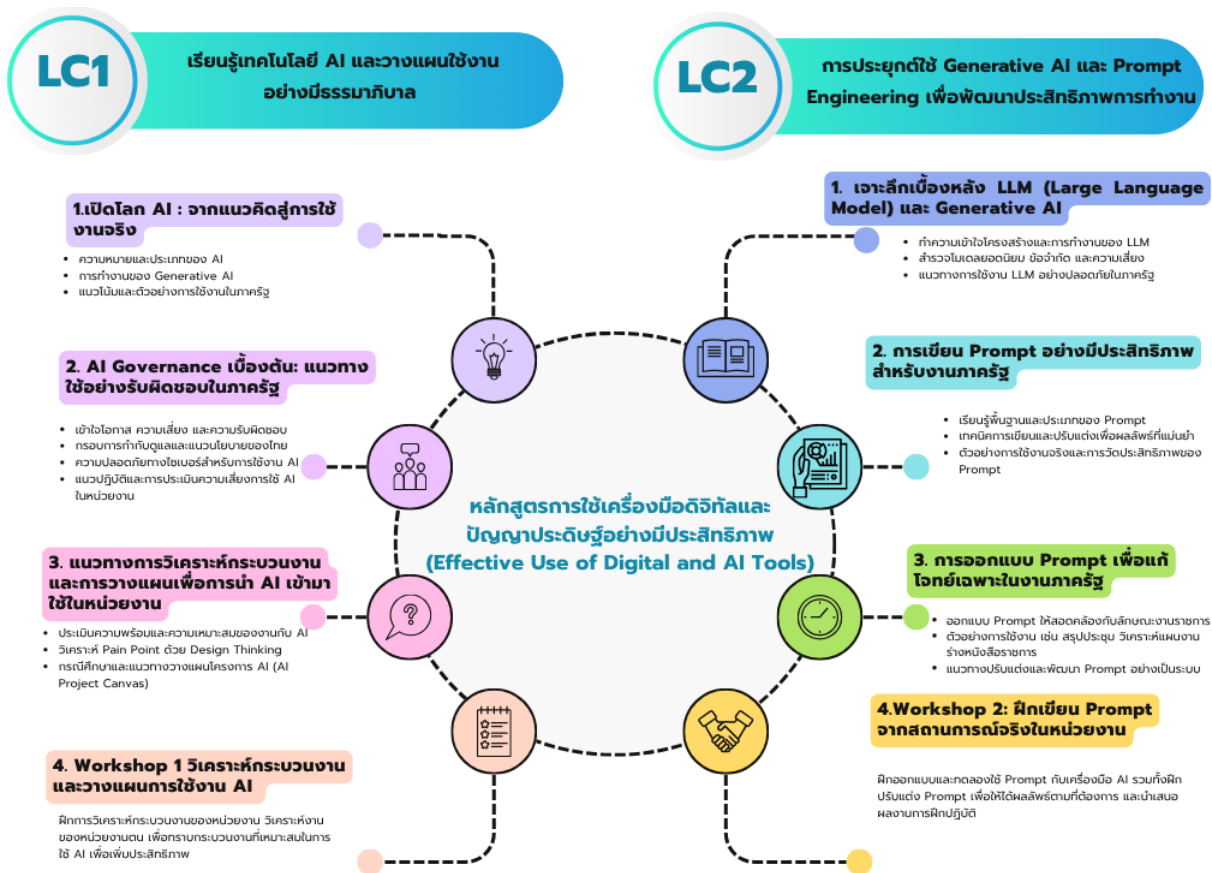 LC1
เรียนรู้เทคโนโลยี AI และวางแผนใช้งาน
อย่างมีธรรมาภิบาล
LC2
การประยุกต์ใช้ Generative AI และ Prompt
Engineering เพื่อพัฒนาประสิทธิภาพการทำงาน
1.เปิดโลก AI : จากแนวคิดสู่การใช้
งานจริง
• ความหมายและประเภทของ AI
• การทำงานของ Generative AI
• แนวโน้มและตัวอย่างการใช้งานในภาครัฐ
2. AI Governance เบื้องต้น: แนวทาง
ใช้อย่างรับผิดชอบในภาครัฐ
• เข้าใจโอกาส ความเสี่ยง และความรับผิดชอบ
• กรอบการกำกับดูแลและแนวนโยบายของไทย
• ความปลอดภัยทางไซเบอร์สำหรับการใช้งาน AI
• แนวปฏิบัติและการประเมินความเสี่ยงการใช้ AI
ในหน่วยงาน
3. แนวทางการวิเคราะห์กระบวนงาน
และการวางแผนเพื่อการนำ AI เข้ามา
ใช้ในหน่วยงาน
• ประเมินความพร้อมและความเหมาะสมของงานกับ AI
• วิเคราะห์ Pain Point ด้วย Design Thinking
• กรณีศึกษาและแนวทางวางแผนโครงการ AI (AI
Project Canvas)
4. Workshop 1 วิเคราะห์กระบวนงาน
และวางแผนการใช้งาน AI
ฝึกการวิเคราะห์กระบวนงานของหน่วยงาน วิเคราะห์งาน
ของหน่วยงานตน เพื่อทราบกระบวนงานที่เหมาะสมในการ
ใช้ AI เพื่อเพิ่มประสิทธิภาพ
หลักสูตรการใช้เครื่องมือดิจิทัลและ
ปัญญาประดิษฐ์อย่างมีประสิทธิภาพ
(Effective Use of Digital and AI Tools)
1. เจาะลึกเบื้องหลัง LLM (Large Language
Model) และ Generative AI
• ทำความเข้าใจโครงสร้างและการทำงานของ LLM
• สำรวจโมเดลยอดนิยม ข้อจำกัด และความเสี่ยง
• แนวทางการใช้งาน LLM อย่างปลอดภัยในภาครัฐ
2. การเขียน Prompt อย่างมีประสิทธิภาพ
สำหรับงานภาครัฐ
• เรียนรู้พื้นฐานและประเภทของ Prompt
• เทคนิคการเขียนและปรับแต่งเพื่อผลลัพธ์ที่แม่นยำ
• ตัวอย่างการใช้งานจริงและการวัดประสิทธิภาพของ
Prompt
3. การออกแบบ Prompt เพื่อแก้
โจทย์เฉพาะในงานภาครัฐ
• ออกแบบ Prompt ให้สอดคล้องกับลักษณะงานราชการ
• ตัวอย่างการใช้งาน เช่น สรุปประชุม วิเคราะห์แผนงาน
ร่างหนังสือราชการ
• แนวทางปรับแต่งและพัฒนา Prompt อย่างเป็นระบบ
4.Workshop 2: ฝึกเขียน Prompt
จากสถานการณ์จริงในหน่วยงาน
ฝึกออกแบบและทดลองใช้ Prompt กับเครื่องมือ AI รวมทั้งฝึก
ปรับแต่ง Prompt เพื่อให้ได้ผลลัพธ์ตามที่ต้องการ และนำเสนอ
ผลงานการฝึกปฏิบัติ